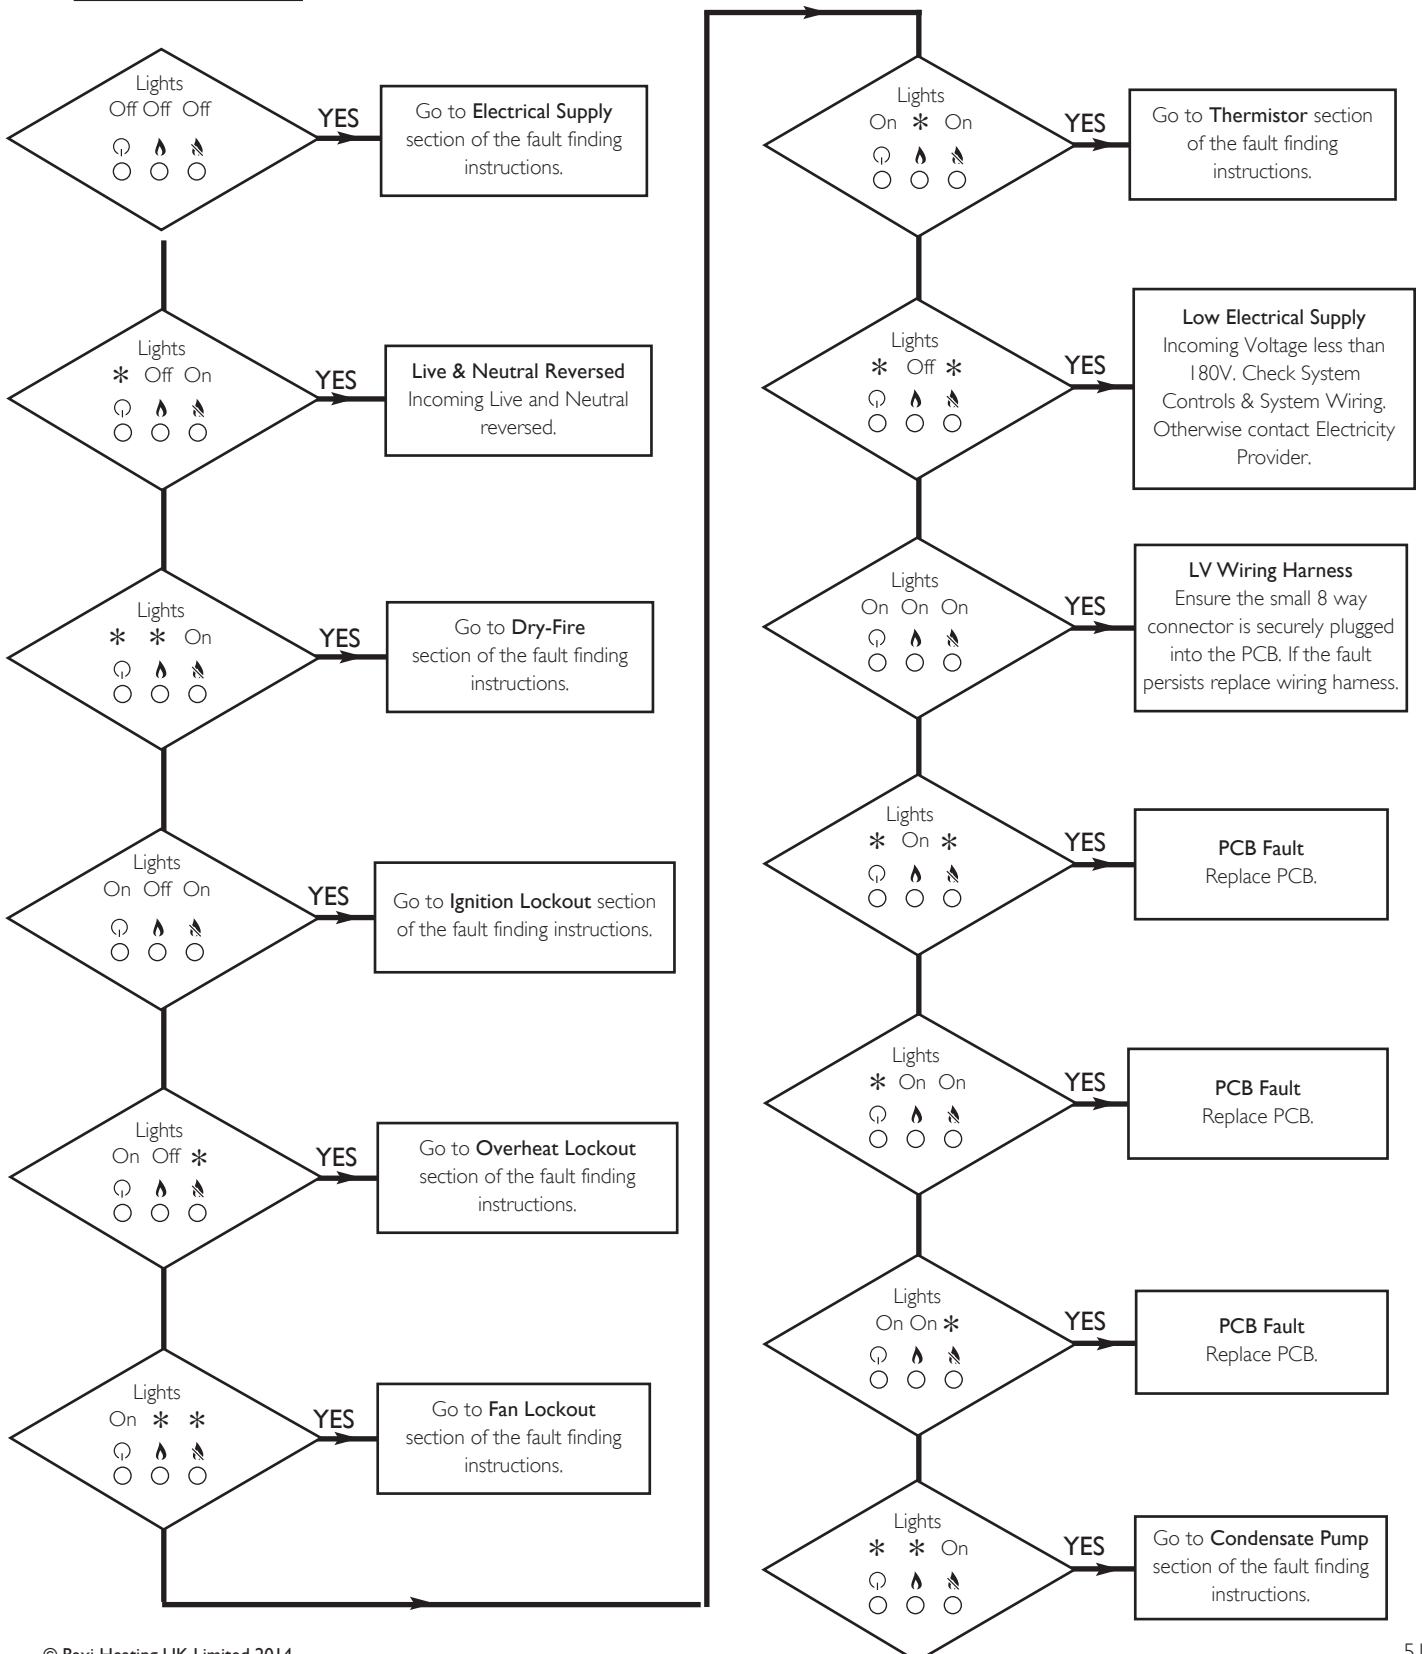 Lights
Off Off Off
YES
Go to Electrical Supply
section of the fault finding
instructions.
Lights
* Off On
YES
Live & Neutral Reversed
Incoming Live and Neutral
reversed.
Lights
* * On
YES
Go to Dry-Fire
section of the fault finding
instructions.
Lights
On Off On
YES
Go to Ignition Lockout section
of the fault finding instructions.
Lights
On Off *
YES
Go to Overheat Lockout
section of the fault finding
instructions.
Lights
On * *
YES
Go to Fan Lockout
section of the fault finding
instructions.
Lights
On * On
YES
Go to Thermistor section
of the fault finding
instructions.
Lights
* Off *
YES
Low Electrical Supply
Incoming Voltage less than
180V. Check System
Controls & System Wiring.
Otherwise contact Electricity
Provider.
Lights
On On On
YES
LV Wiring Harness
Ensure the small 8 way
connector is securely plugged
into the PCB. If the fault
persists replace wiring harness.
Lights
* On *
YES
PCB Fault
Replace PCB.
Lights
* On On
YES
PCB Fault
Replace PCB.
Lights
On On *
YES
PCB Fault
Replace PCB.
Lights
* * On
YES
Go to Condensate Pump
section of the fault finding
instructions.
© Baxi Heating UK Limited 2014
51